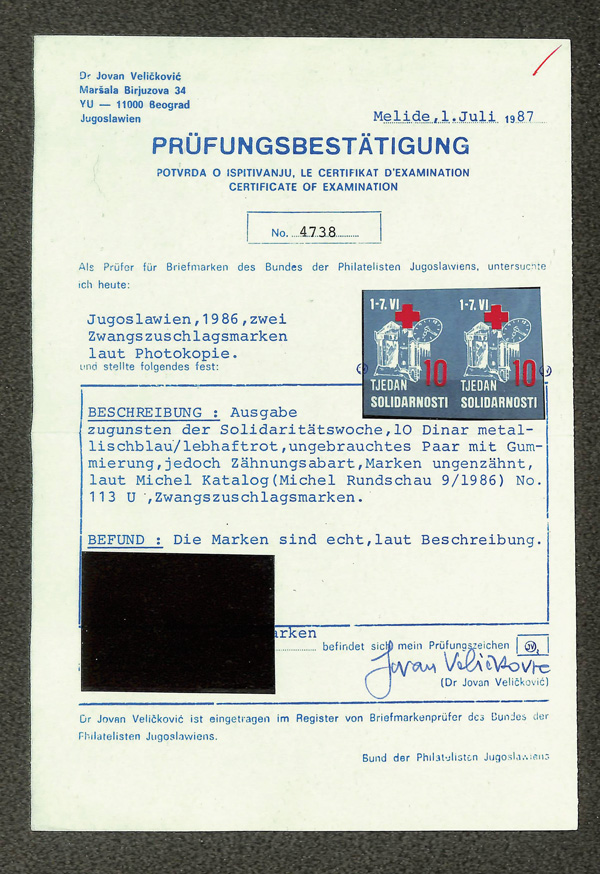 Dr Jovan Veličković
Maršala Birjuzova 34
YU — 11000 Beograd
Jugoslawien
Melide,1.Juli 1987
PRÜFUNGSBESTÄTIGUNG
POTVRDA O ISPITIVANJU, LE CERTIFIKAT D'EXAMINATION
CERTIFICATE OF EXAMINATION
No. 4738
Als Prüfer für Briefmarken des Bundes der Philatelisten Jugoslawiens, untersuchte
ich heute:
Jugoslawien,1986,zwei
Zwangszuschlagsmarken
laut Photokopie.
und stellte folgendes fest:
1-7. VI
10
TJEDAN
SOLIDARNOSTI
1-7. VI
10
TJEDAN
SOLIDARNOSTI
BESCHREIBUNG : Ausgabe
zugunsten der Solidaritätswoche,10 Dinar metal-
lischblau/lebhaftrot,ungebrauchtes Paar mit Gum-
mierung,jedoch Zähnungsabart,Marken ungezähnt,
laut Michel Katalog(Michel Rundschau 9/1986) No.
113 U ,Zwangszuschlagsmarken.
BEFUND : Die Marken sind echt,laut Beschreibung.
arken
befindet sich mein Prüfungszeichen JV
Jovan Veličković
(Dr Jovan Veličković)
Dr Jovan Veličković ist eingetragen im Register von Briefmarkenprüfer des Bundes der
Philatelisten Jugoslawiens.
Bund der Philatelisten Jugoslawiens